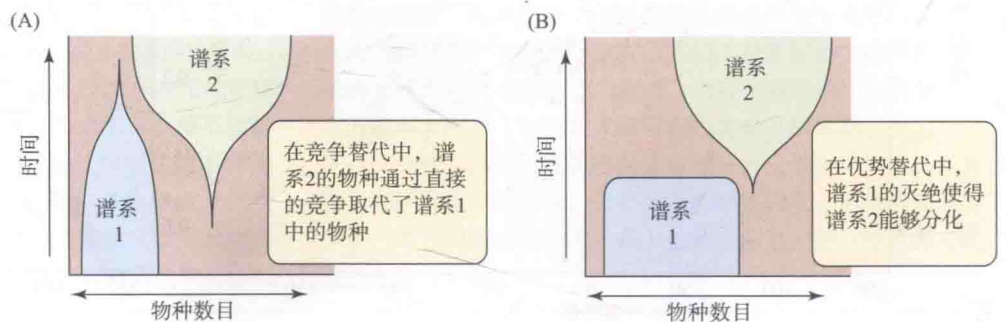 (A)
谱系
2
时间
谱系
1
在竞争替代中，谱
系2的物种通过直接
的竞争取代了谱系1
中的物种
物种数目
(B)
谱系
2
时间
谱系
1
在优势替代中，
谱系1的灭绝使得
谱系2能够分化
物种数目